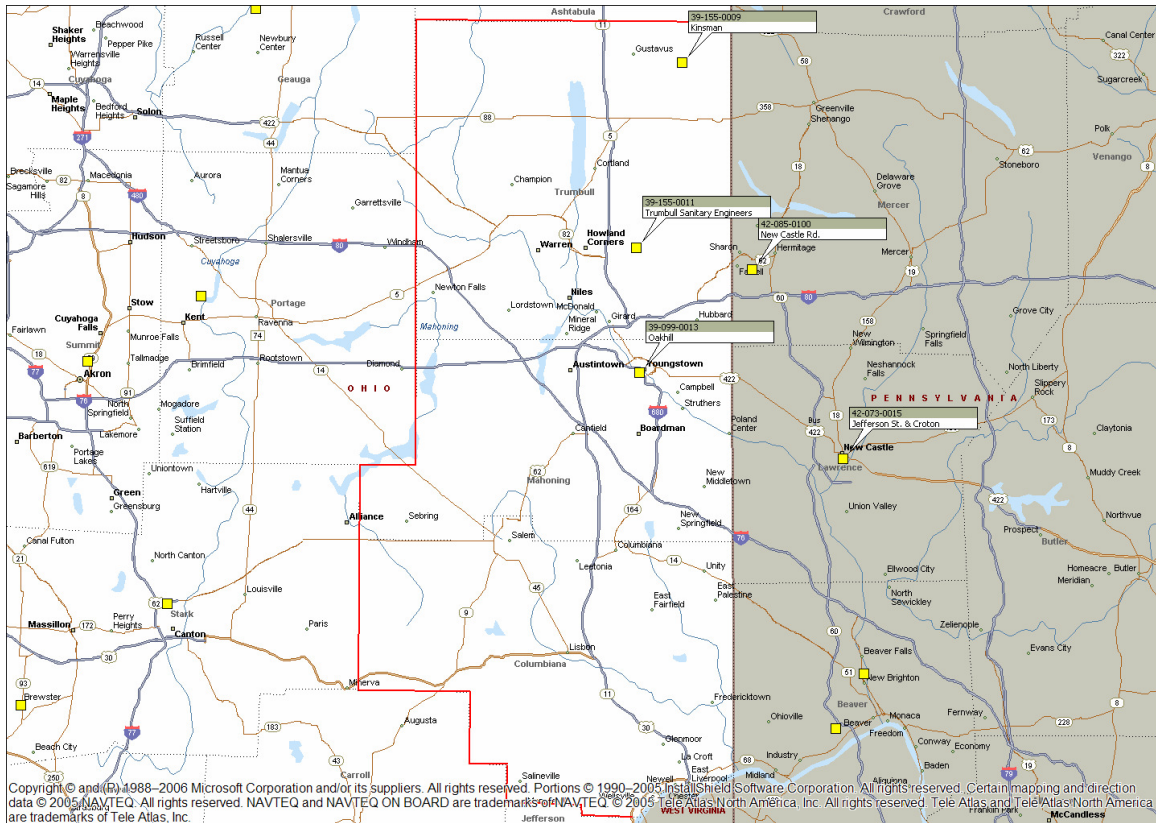 Ashtabula
Crawford
39-155-0009
Kinsman
Beachwood
Shaker
Heights
Pepper Pike
Russell
Center
Newbury
Center
Gustavus
Canal Center
Warrensville
Heights
Cuyahoga
Geauga
Sugarcreek
Maple
Heights
Bedford
Heights
Solon
Greenville
Shenango
Polk
Brecksville
Macedonia
Sagamore
Hills
Aurora
Mantua
Corners
Champion
Cortland
Trumbull
Stoneboro
Venango
Delaware
Grove
Mercer
Garrettsville
39-155-0011
Trumbull Sanitary Engineers
42-085-0100
New Castle Rd.
Hudson
Streetsboro
Shalersville
Windham
Warren
Howland
Corners
Sharon
Hermitage
Farrell
Mercer
Cuyahoga
Stow
Kent
Portage
Ravenna
Newton Falls
Niles
Lordstown
McDonald
Mineral
Ridge
Girard
Hubbard
Grove City
Cuyahoga
Falls
Fairlawn
Summit
Munroe Falls
Tallmadge
Mahoning
39-099-0013
Oakhill
New
Wilmington
Springfield
Falls
Akron
Brimfield
Rootstown
Diamond
Austintown
Youngstown
Neshannock
Falls
North Liberty
OHIO
Campbell
Struthers
Slippery
Rock
PENNSYLVANIA
North
Springfield
Mogadore
Suffield
Station
Lakemore
Barberton
Portage
Lakes
Boardman
Canfield
Poland
Center
Bus
42-073-0015
Jefferson St. & Croton
Claytonia
New Castle
Lawrence
Uniontown
Hartville
Green
Greensburg
Mahoning
New
Middletown
Muddy Creek
Alliance
Sebring
New
Springfield
Union Valley
Northvue
Prospect
Butler
Canal Fulton
North Canton
Salem
Columbiana
Leetonia
Unity
Ellwood City
Homeacre
Butler
Meridian
North
Sewickley
Louisville
East
Palestine
East
Fairfield
Stark
Massillon
Perry
Heights
Canton
Paris
Zelienople
Evans City
Lisbon
Columbiana
Beaver Falls
New Brighton
Minerva
Brewster
Augusta
Fredericktown
Beaver
Ohioville
Beaver
Monaca
Freedom
Fernway
Glenmoor
Conway
Economy
Beach City
La Croft
East
Liverpool
Industry
Midland
Baden
Carroll
Salineville
Newell
Aliquippa
Copyright © and (P) 1988–2006 Microsoft Corporation and/or its suppliers. All rights reserved. Portions © 1990–2005 InstallShield Software Corporation. All rights reserved. Certain mapping and direction
data © 2005 NAVTEQ. All rights reserved. NAVTEQ and NAVTEQ ON BOARD are trademarks of NAVTEQ. © 2005 Tele Atlas North America, Inc. All rights reserved. Tele Atlas and Tele Atlas North America
are trademarks of Tele Atlas, Inc.
Wellsville
Chester
WEST VIRGINIA
Jefferson
Franklin Park
McCandless